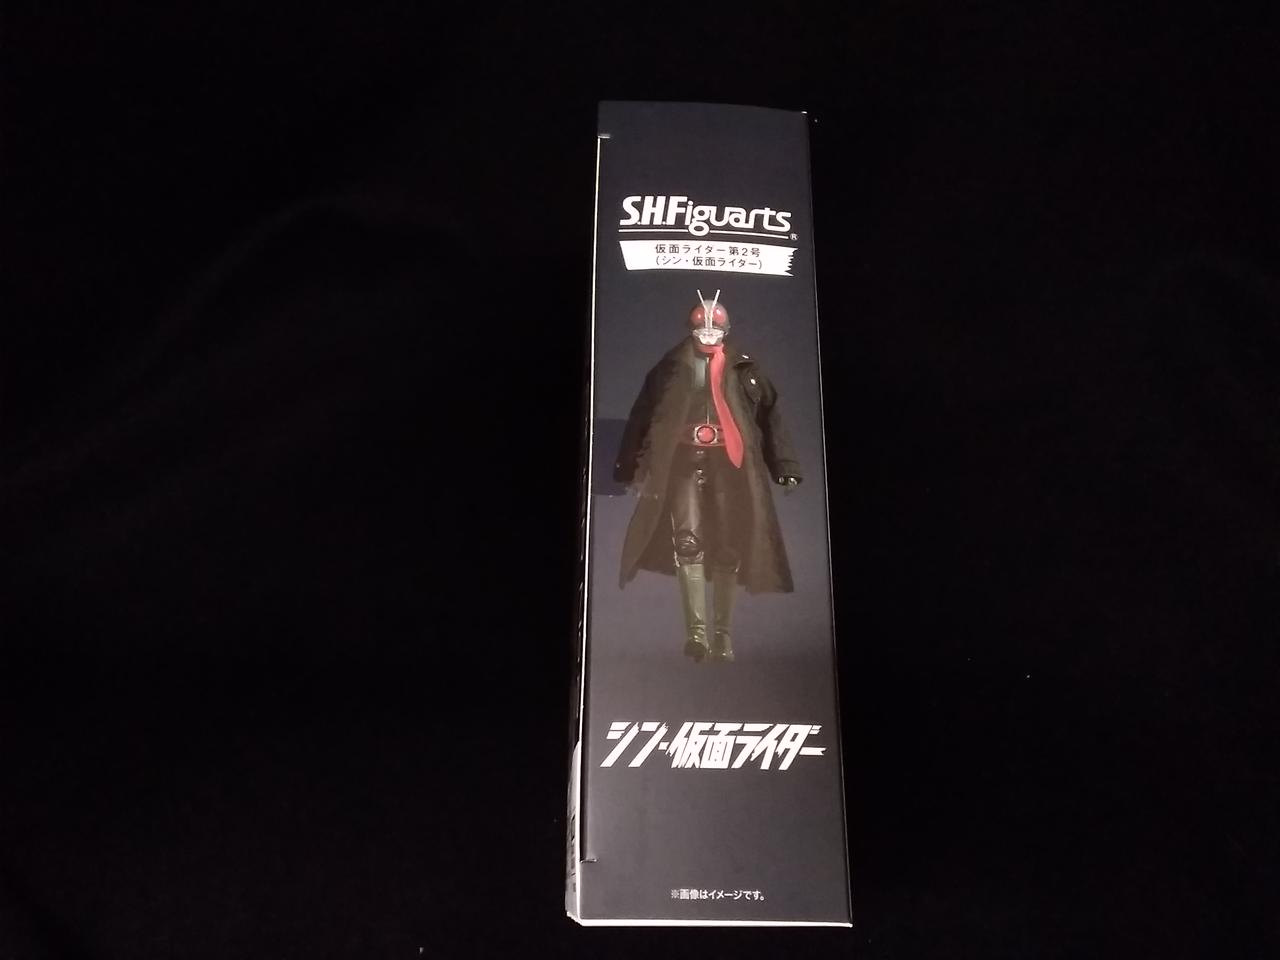 S.H.Figuarts®
仮面ライダー第2号
(シン・仮面ライダー)
シン・仮面ライダー
※画像はイメージです。